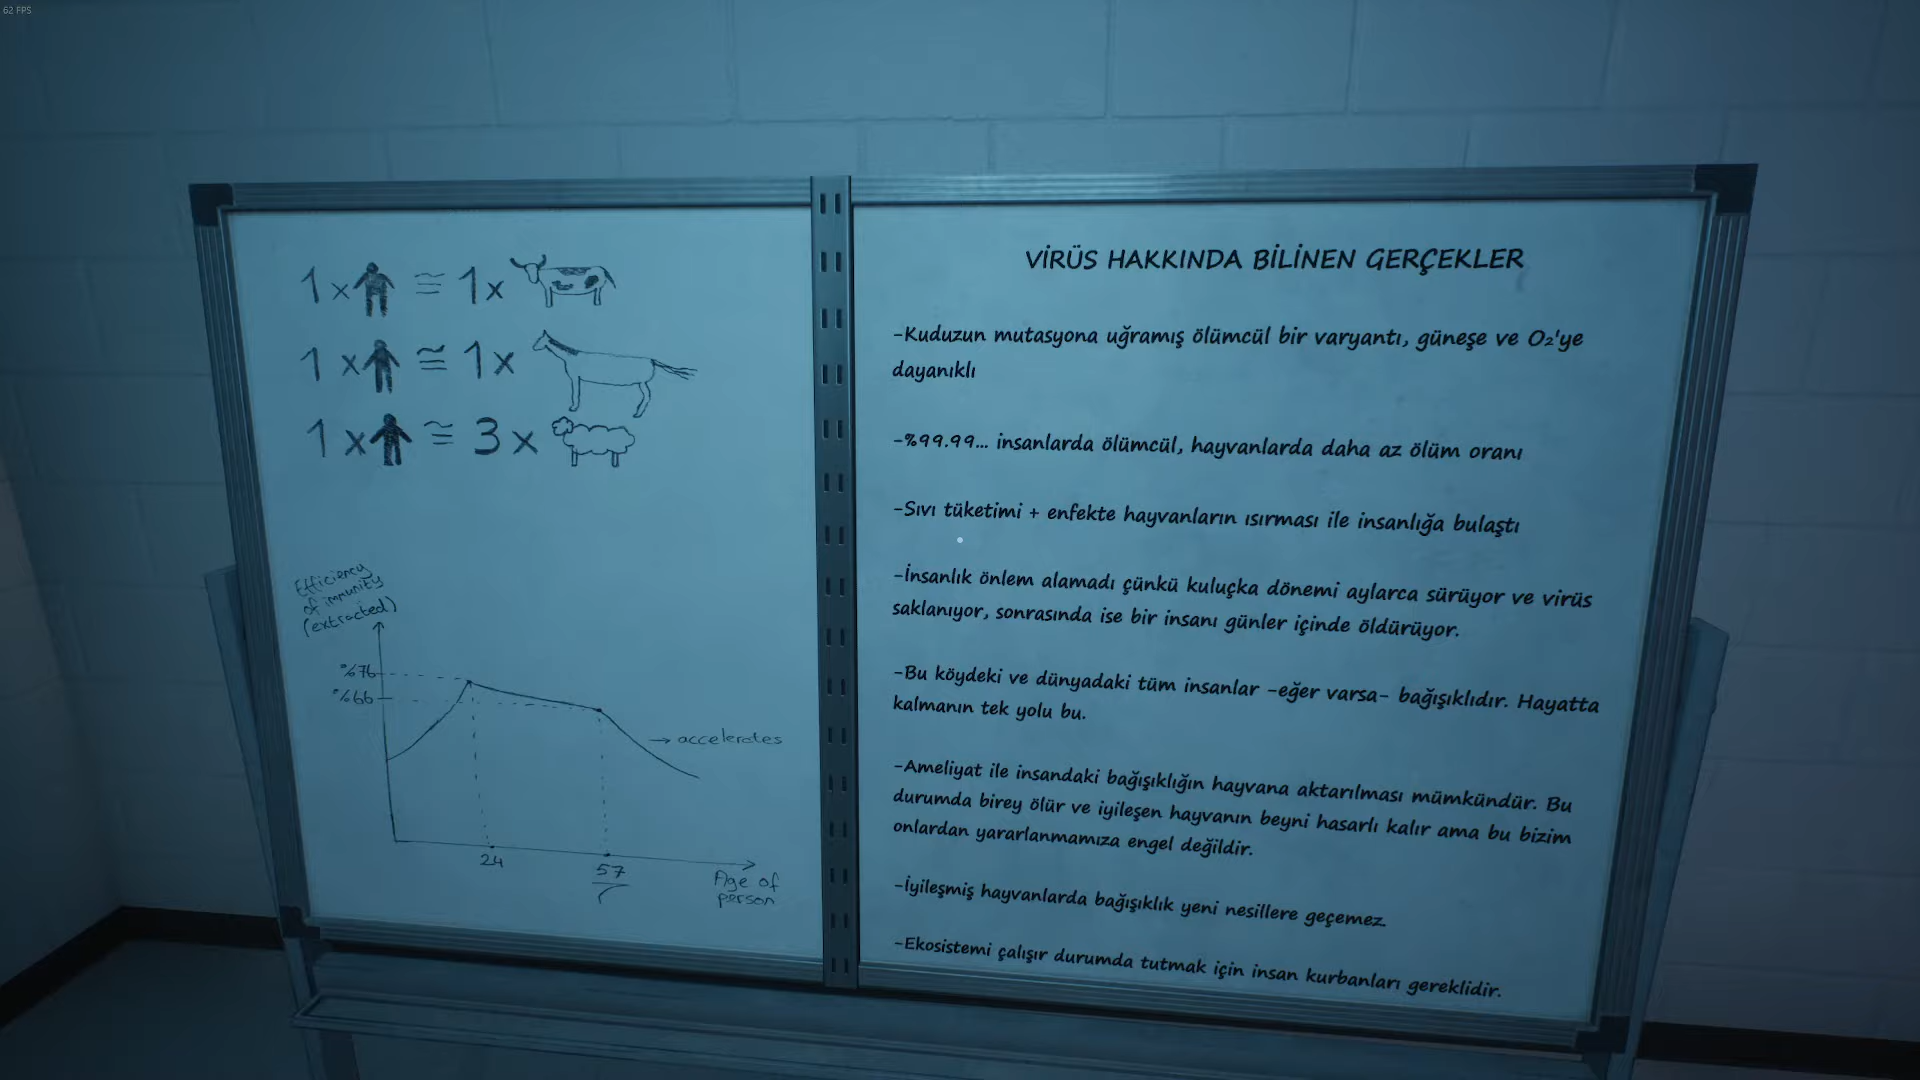 62 FPS
1 x ≅ 1 x
1 x ≅ 1 x
1 x ≅ 3 x
Efficiency
of immunity
(extracted)
%76
%66
→ accelerates
24
57
Age of
person
VİRÜS HAKKINDA BİLİNEN GERÇEKLER
-Kuduzun mutasyona uğramış ölümcül bir varyantı, güneşe ve O₂'ye
dayanıklı
-%99.99... insanlarda ölümcül, hayvanlarda daha az ölüm oranı
-Sıvı tüketimi + enfekte hayvanların ısırması ile insanlığa bulaştı
-İnsanlık önlem alamadı çünkü kuluçka dönemi aylarca sürüyor ve virüs
saklanıyor, sonrasında ise bir insanı günler içinde öldürüyor.
-Bu köydeki ve dünyadaki tüm insanlar -eğer varsa- bağışıklıdır. Hayatta
kalmanın tek yolu bu.
-Ameliyat ile insandaki bağışıklığın hayvana aktarılması mümkündür. Bu
durumda birey ölür ve iyileşen hayvanın beyni hasarlı kalır ama bu bizim
onlardan yararlanmamıza engel değildir.
-İyileşmiş hayvanlarda bağışıklık yeni nesillere geçemez.
-Ekosistemi çalışır durumda tutmak için insan kurbanları gereklidir.